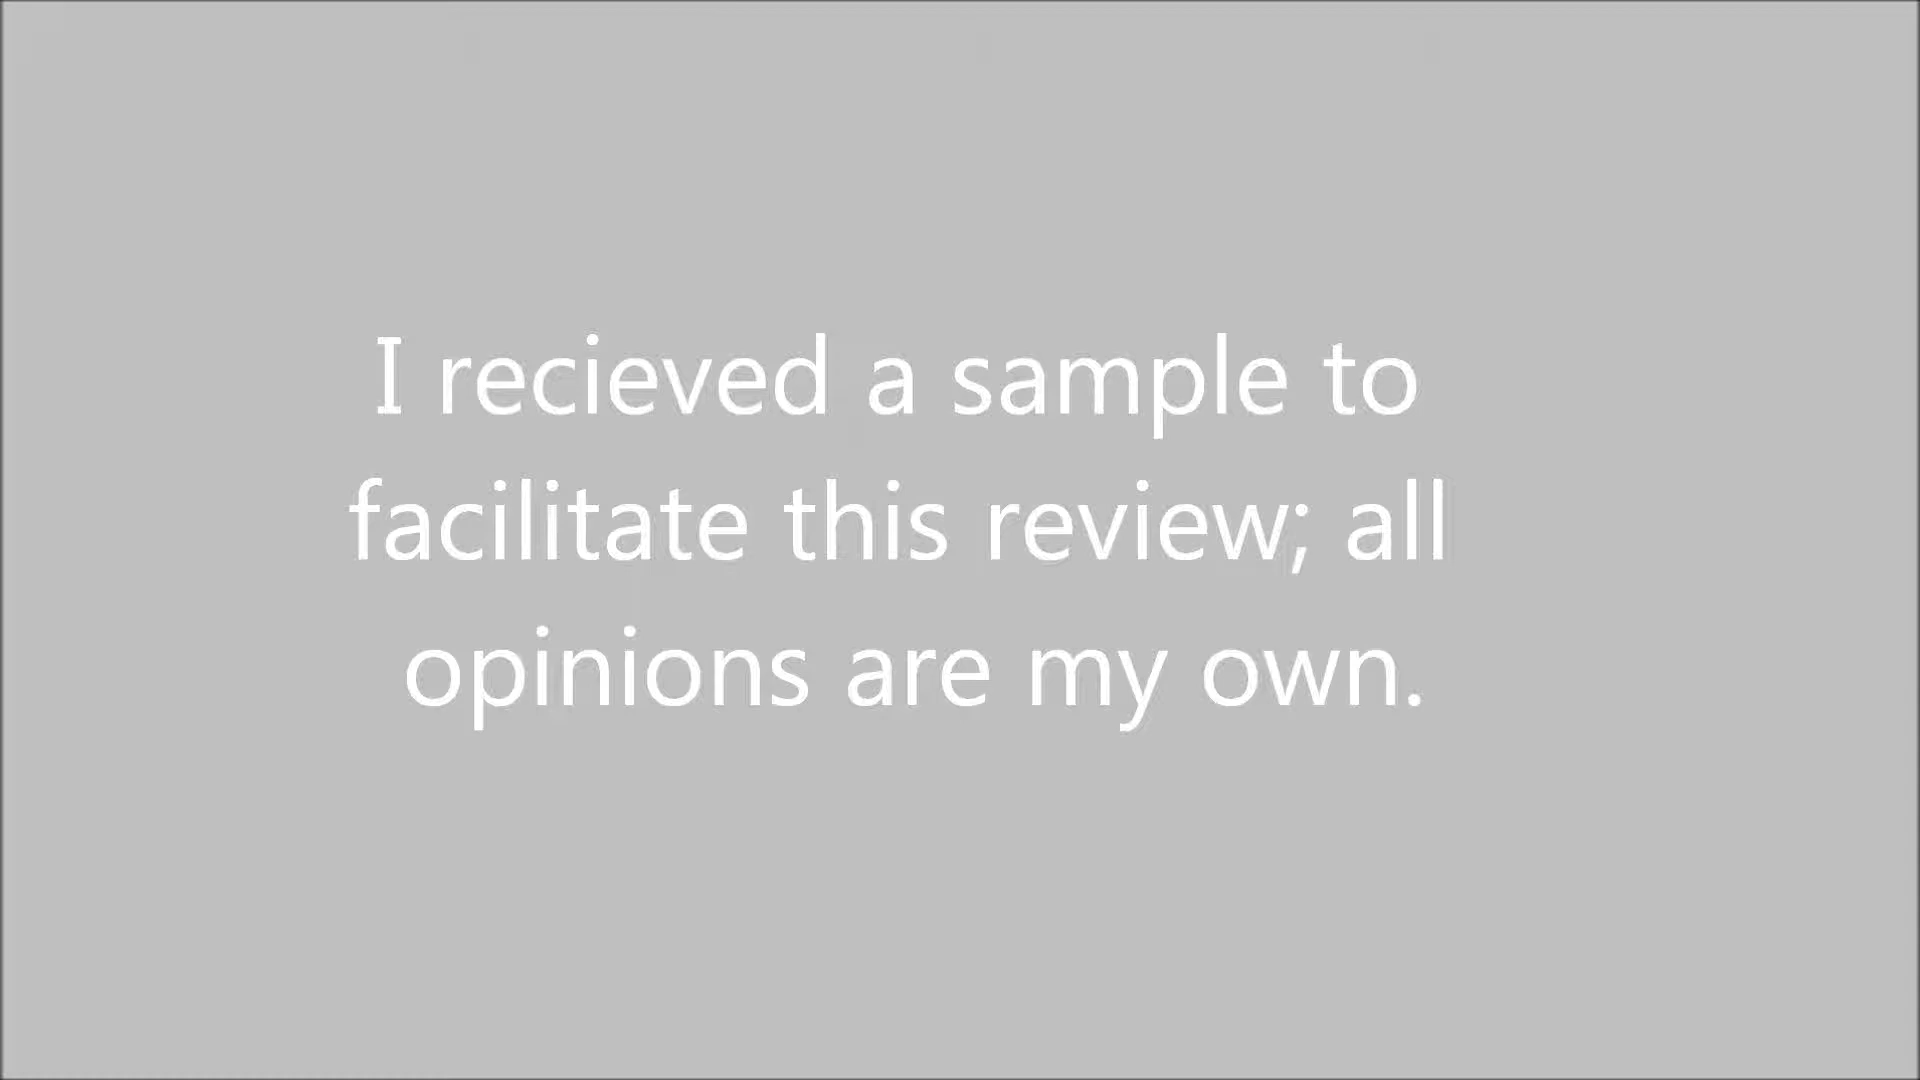 I recieved a sample to
facilitate this review; all
opinions are my own.